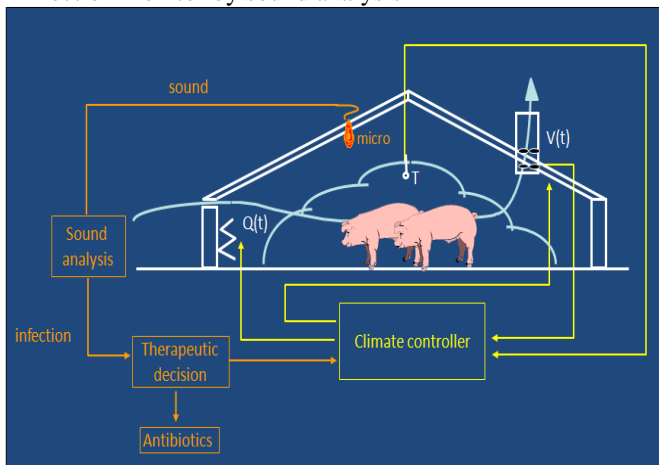 sound
micro
V(t)
T
Q(t)
Sound
analysis
infection
Therapeutic
decision
Climate controller
Antibiotics